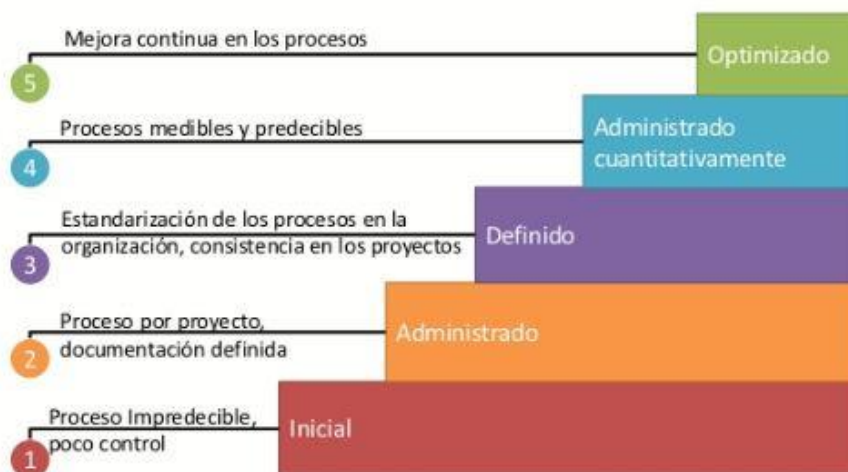 Mejora continua en los procesos
5
Optimizado
Procesos medibles y predecibles
4
Administrado
cuantitativamente
Estandarización de los procesos en la
organización, consistencia en los proyectos
3
Definido
Proceso por proyecto,
documentación definida
2
Administrado
Proceso Impredecible,
poco control
1
Inicial